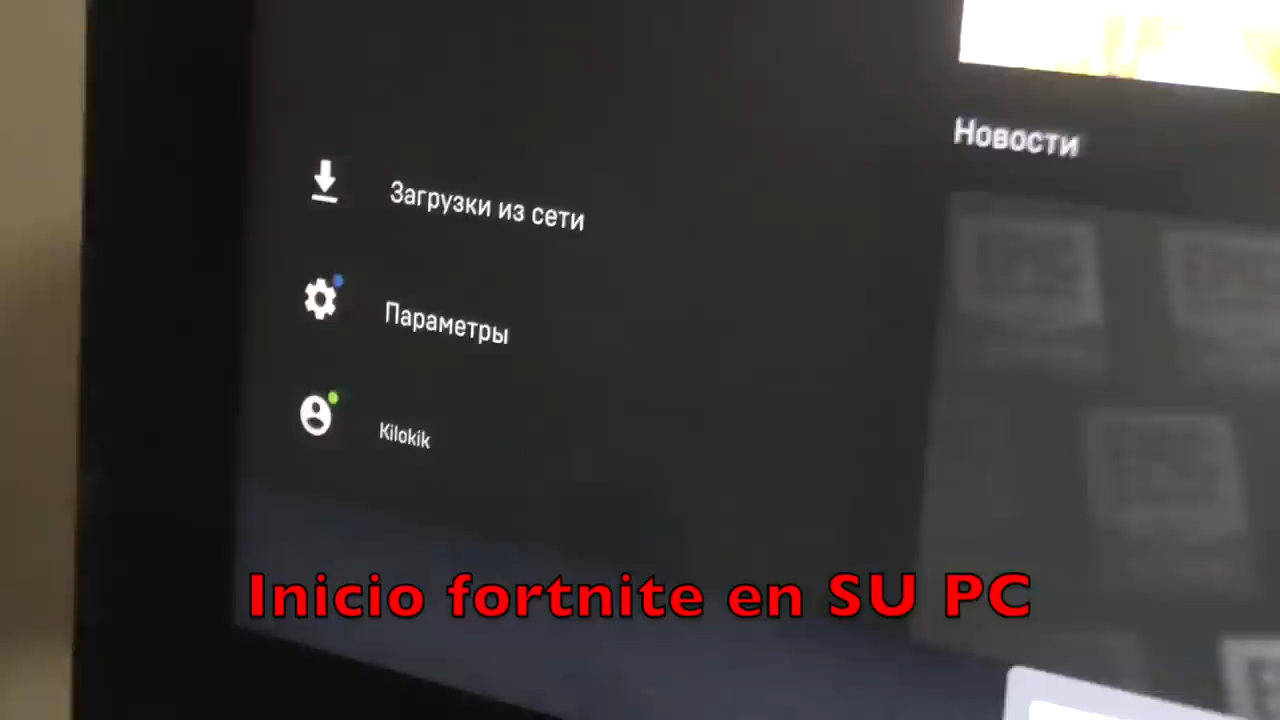 Новости
Загрузки из сети
Параметры
Kilokik
Inicio fortnite en SU PC